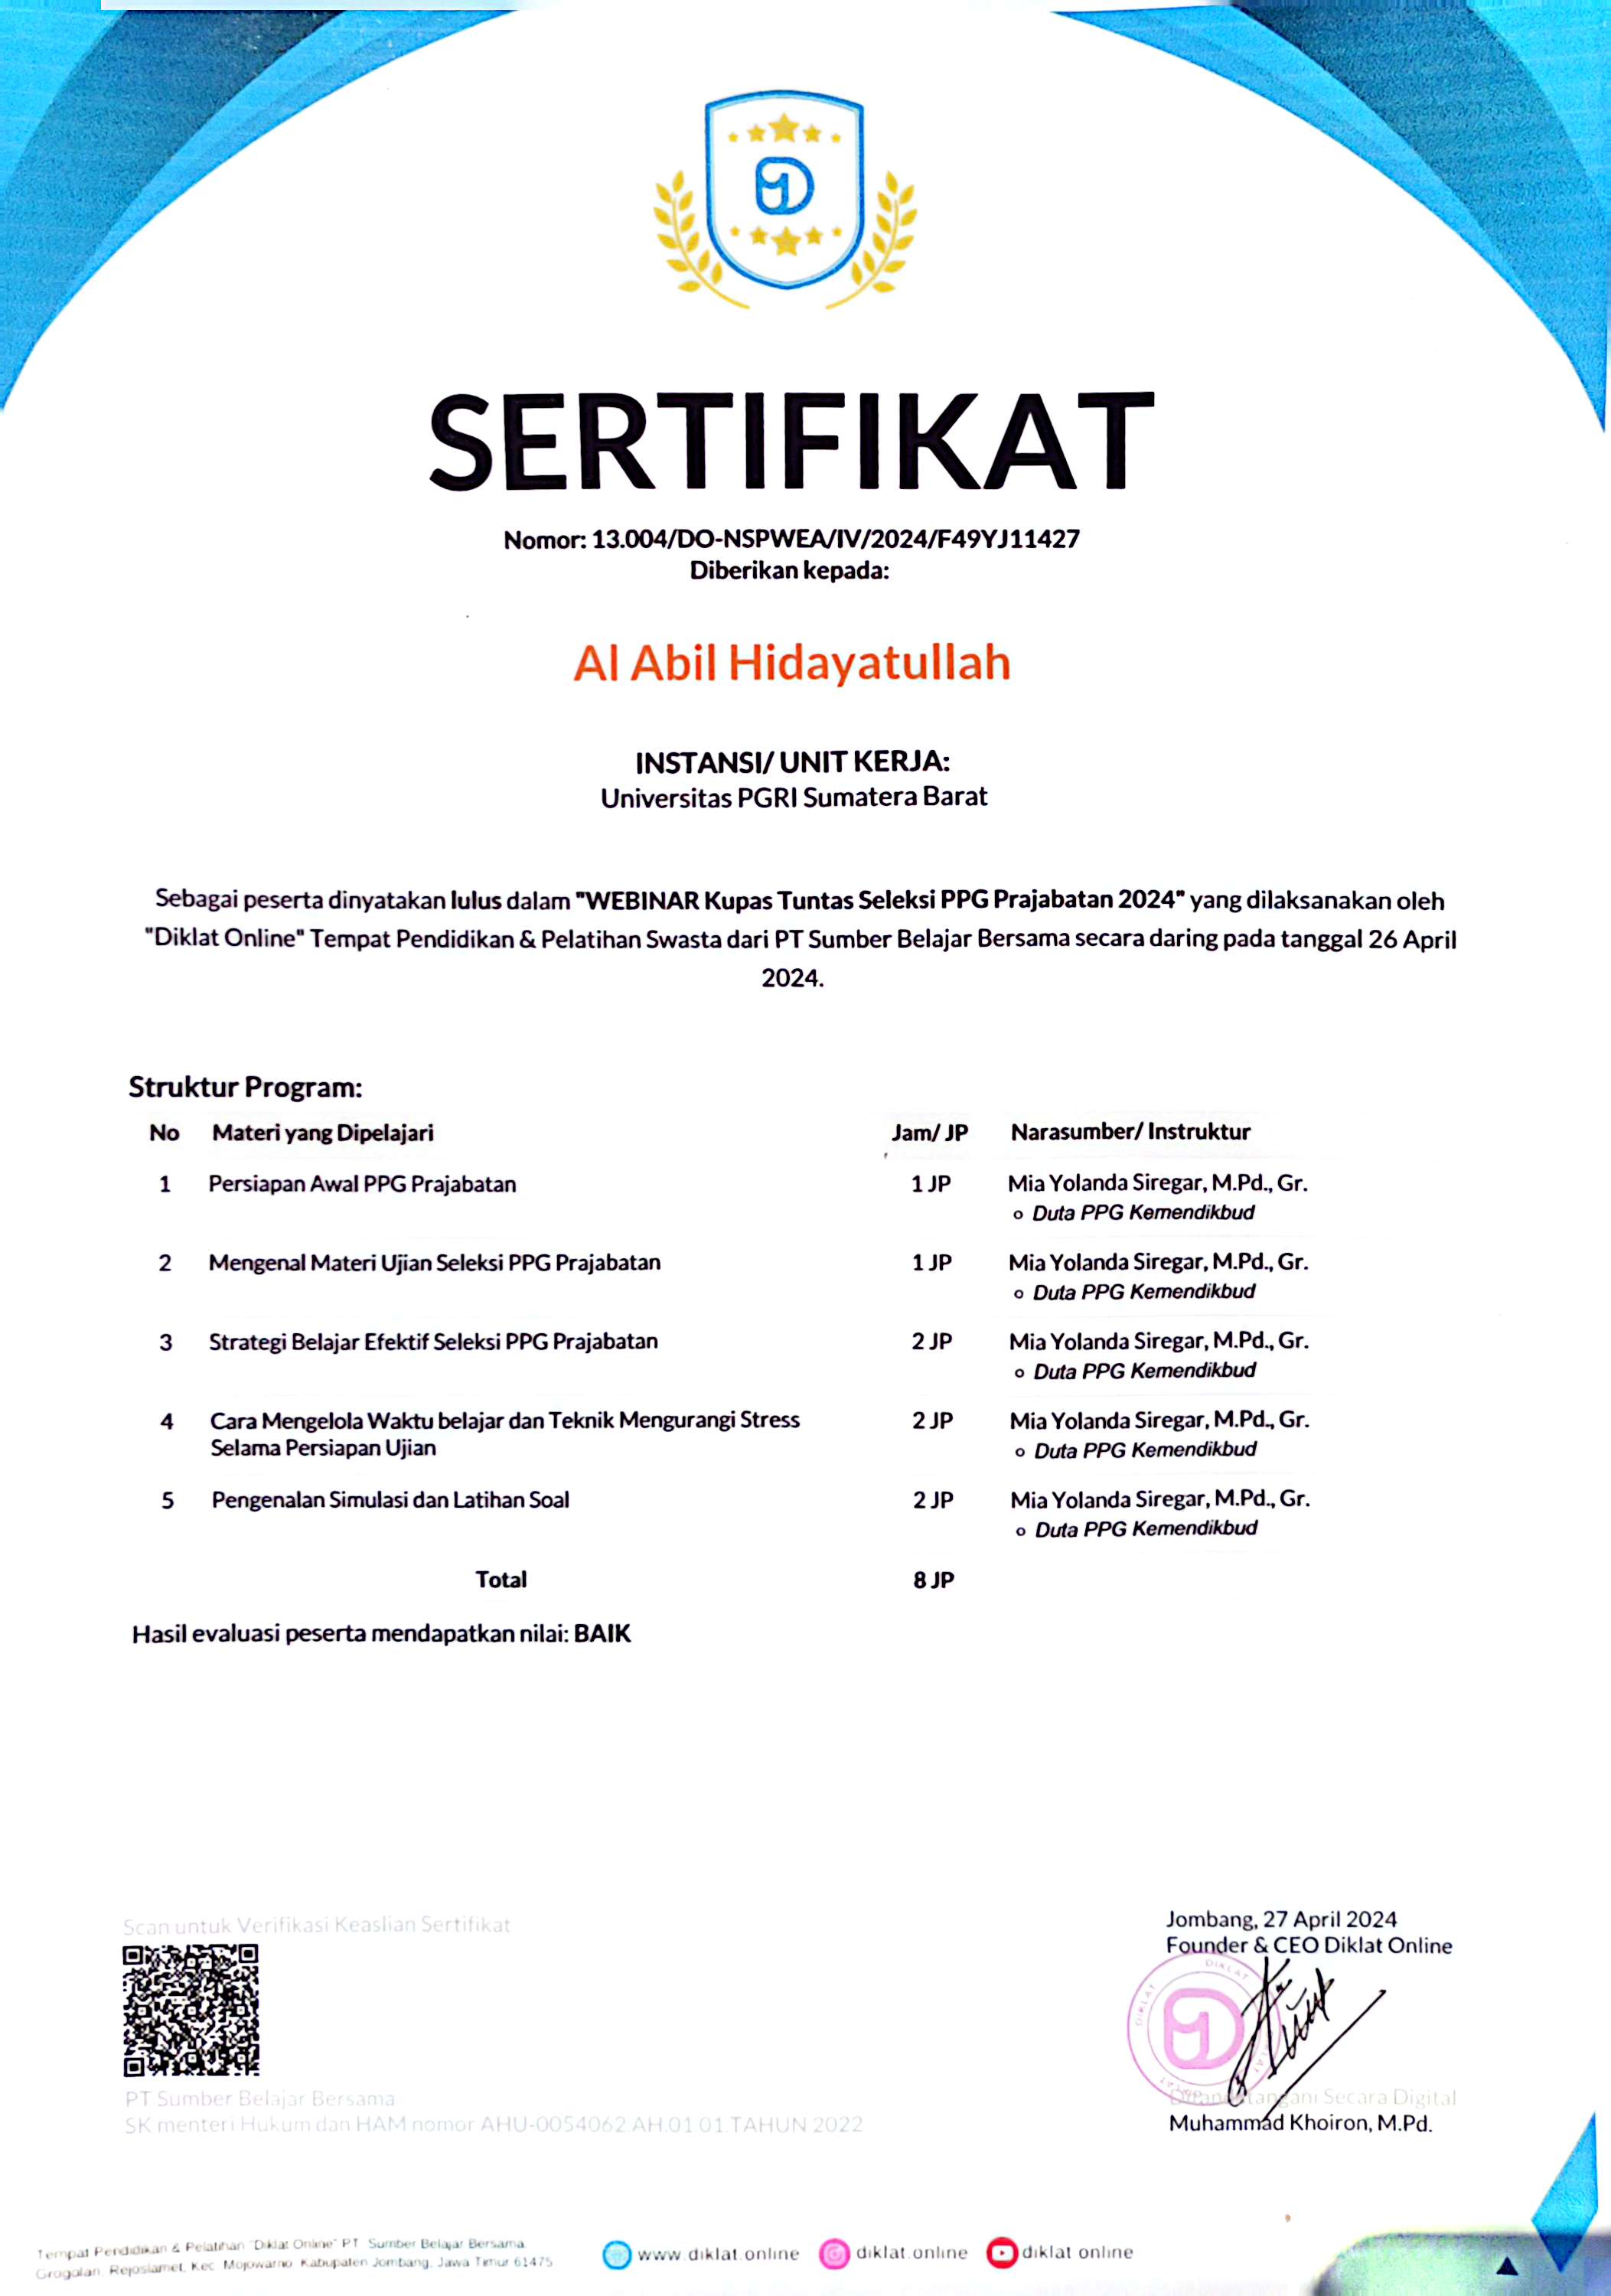 SERTIFIKAT
Nomor: 13.004/DO-NSPWEA/IV/2024/F49YJ11427
Diberikan kepada:
Al Abil Hidayatullah
INSTANSI/ UNIT KERJA:
Universitas PGRI Sumatera Barat
Sebagai peserta dinyatakan lulus dalam "WEBINAR Kupas Tuntas Seleksi PPG Prajabatan 2024" yang dilaksanakan oleh
"Diklat Online" Tempat Pendidikan & Pelatihan Swasta dari PT Sumber Belajar Bersama secara daring pada tanggal 26 April
2024.
Struktur Program:
No Materi yang Dipelajari Jam/ JP Narasumber/ Instruktur
1 Persiapan Awal PPG Prajabatan 1 JP Mia Yolanda Siregar, M.Pd., Gr.
o Duta PPG Kemendikbud
2 Mengenal Materi Ujian Seleksi PPG Prajabatan 1 JP Mia Yolanda Siregar, M.Pd., Gr.
o Duta PPG Kemendikbud
3 Strategi Belajar Efektif Seleksi PPG Prajabatan 2 JP Mia Yolanda Siregar, M.Pd., Gr.
o Duta PPG Kemendikbud
4 Cara Mengelola Waktu belajar dan Teknik Mengurangi Stress 2 JP Mia Yolanda Siregar, M.Pd., Gr.
Selama Persiapan Ujian o Duta PPG Kemendikbud
5 Pengenalan Simulasi dan Latihan Soal 2 JP Mia Yolanda Siregar, M.Pd., Gr.
o Duta PPG Kemendikbud
Total 8 JP
Hasil evaluasi peserta mendapatkan nilai: BAIK
Scan untuk Verifikasi Keaslian Sertifikat
PT Sumber Belajar Bersama
SK menteri Hukum dan HAM nomor AHU-0054062.AH.01.01.TAHUN 2022
Jombang, 27 April 2024
Founder & CEO Diklat Online
DIKLAT
DIKLAT
Ditandatangani Secara Digital
Muhammad Khoiron, M.Pd.
Tempat Pendidikan & Pelatihan "Diklat Online" PT. Sumber Belajar Bersama
Grogolan, Rejoslamet, Kec. Mojowarno Kabupaten Jombang, Jawa Timur 61475
www.diklat.online diklat.online diklat online